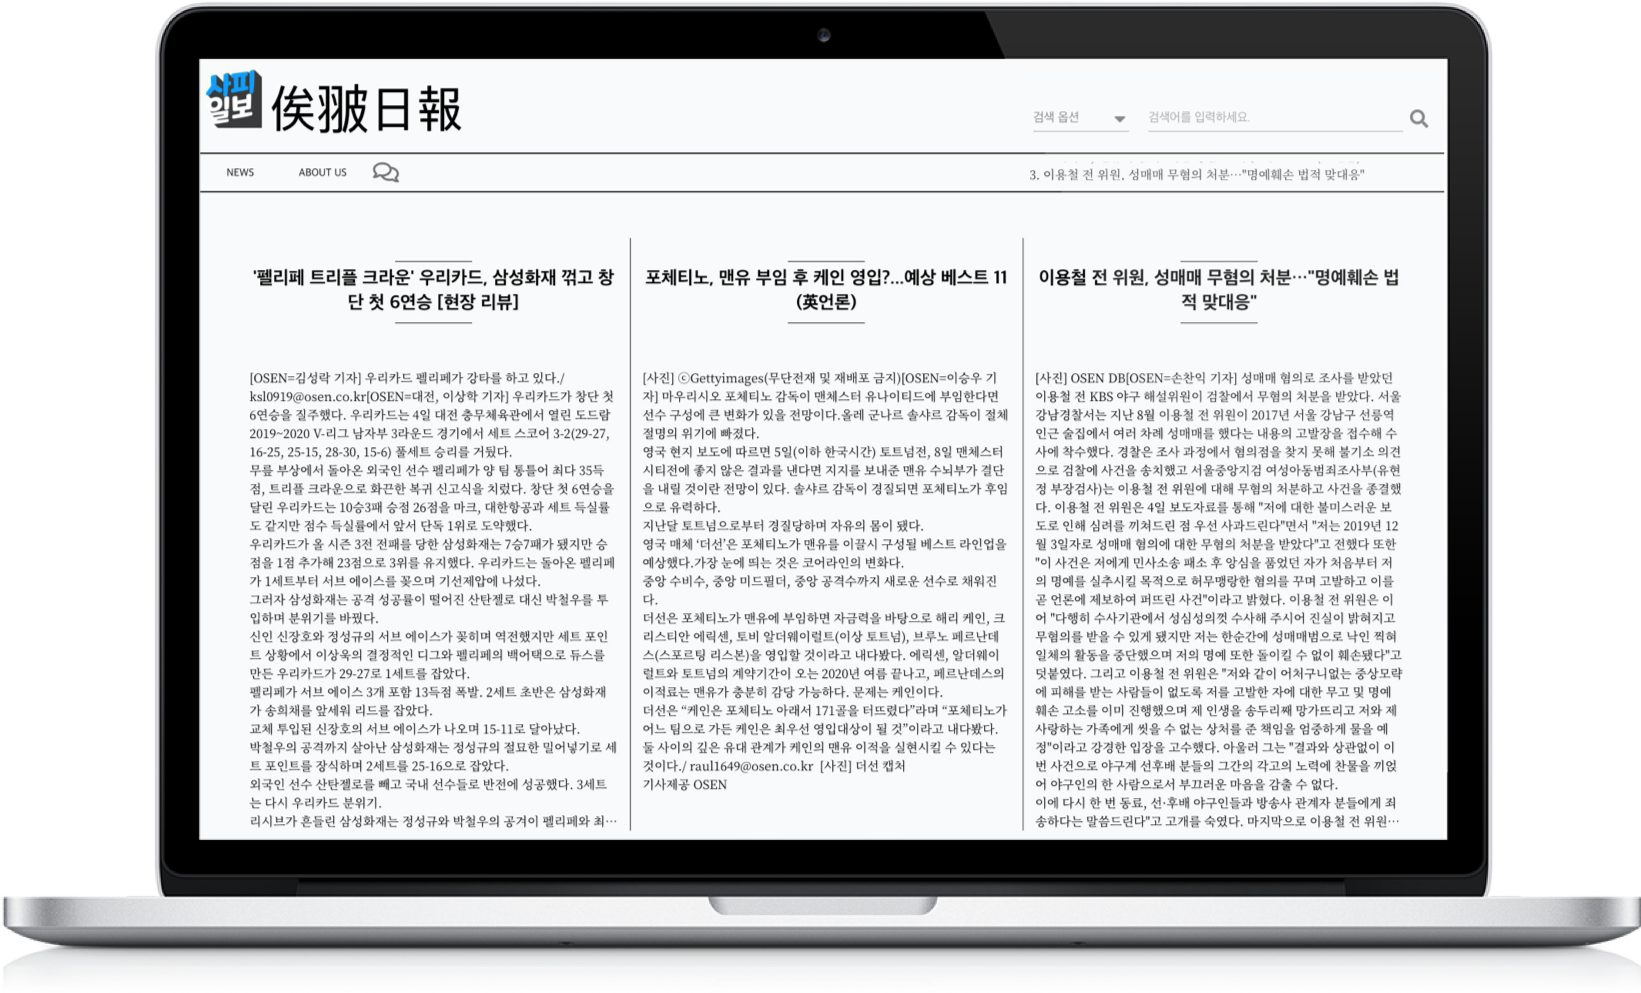 사피
일보
俟翍日報
검색 옵션
검색어를 입력하세요.
NEWS
ABOUT US
3. 이용철 전 위원, 성매매 무혐의 처분…"명예훼손 법적 맞대응"
'펠리페 트리플 크라운' 우리카드, 삼성화재 꺾고 창
단 첫 6연승 [현장 리뷰]
[OSEN=김성락 기자] 우리카드 펠리페가 강타를 하고 있다./
ksl0919@osen.co.kr[OSEN=대전, 이상학 기자] 우리카드가 창단 첫
6연승을 질주했다. 우리카드는 4일 대전 충무체육관에서 열린 도드람
2019~2020 V-리그 남자부 3라운드 경기에서 세트 스코어 3-2(29-27,
16-25, 25-15, 28-30, 15-6) 풀세트 승리를 거뒀다.
무릎 부상에서 돌아온 외국인 선수 펠리페가 양 팀 통틀어 최다 35득
점, 트리플 크라운으로 화끈한 복귀 신고식을 치렀다. 창단 첫 6연승을
달린 우리카드는 10승3패 승점 26점을 마크, 대한항공과 세트 득실률
도 같지만 점수 득실률에서 앞서 단독 1위로 도약했다.
우리카드가 올 시즌 3전 전패를 당한 삼성화재는 7승7패가 됐지만 승
점을 1점 추가해 23점으로 3위를 유지했다. 우리카드는 돌아온 펠리페
가 1세트부터 서브 에이스를 꽂으며 기선제압에 나섰다.
그러자 삼성화재는 공격 성공률이 떨어진 산탄젤로 대신 박철우를 투
입하며 분위기를 바꿨다.
신인 신장호와 정성규의 서브 에이스가 꽂히며 역전했지만 세트 포인
트 상황에서 이상욱의 결정적인 디그와 펠리페의 백어택으로 듀스를
만든 우리카드가 29-27로 1세트를 잡았다.
펠리페가 서브 에이스 3개 포함 13득점 폭발. 2세트 초반은 삼성화재
가 송희채를 앞세워 리드를 잡았다.
교체 투입된 신장호의 서브 에이스가 나오며 15-11로 달아났다.
박철우의 공격까지 살아난 삼성화재는 정성규의 절묘한 밀어넣기로 세
트 포인트를 장식하며 2세트를 25-16으로 잡았다.
외국인 선수 산탄젤로를 빼고 국내 선수들로 반전에 성공했다. 3세트
는 다시 우리카드 분위기.
리시브가 흔들린 삼성화재는 정성규와 박철우의 공격이 펠리페와 최…
포체티노, 맨유 부임 후 케인 영입?...예상 베스트 11
(英언론)
[사진] ⓒGettyimages(무단전재 및 재배포 금지)[OSEN=이승우 기
자] 마우리시오 포체티노 감독이 맨체스터 유나이티드에 부임한다면
선수 구성에 큰 변화가 있을 전망이다.올레 군나르 솔샤르 감독이 절체
절명의 위기에 빠졌다.
영국 현지 보도에 따르면 5일(이하 한국시간) 토트넘전, 8일 맨체스터
시티전에 좋지 않은 결과를 낸다면 지지를 보내준 맨유 수뇌부가 결단
을 내릴 것이란 전망이 있다. 솔샤르 감독이 경질되면 포체티노가 후임
으로 유력하다.
지난달 토트넘으로부터 경질당하며 자유의 몸이 됐다.
영국 매체 ‘더선’은 포체티노가 맨유를 이끌시 구성될 베스트 라인업을
예상했다.가장 눈에 띄는 것은 코어라인의 변화다.
중앙 수비수, 중앙 미드필더, 중앙 공격수까지 새로운 선수로 채워진
다.
더선은 포체티노가 맨유에 부임하면 자금력을 바탕으로 해리 케인, 크
리스티안 에릭센, 토비 알더웨이럴트(이상 토트넘), 브루노 페르난데
스(스포르팅 리스본)을 영입할 것이라고 내다봤다. 에릭센, 알더웨이
럴트와 토트넘의 계약기간이 오는 2020년 여름 끝나고, 페르난데스의
이적료는 맨유가 충분히 감당 가능하다. 문제는 케인이다.
더선은 “케인은 포체티노 아래서 171골을 터뜨렸다”라며 “포체티노가
어느 팀으로 가든 케인은 최우선 영입대상이 될 것”이라고 내다봤다.
둘 사이의 깊은 유대 관계가 케인의 맨유 이적을 실현시킬 수 있다는
것이다./ raul1649@osen.co.kr [사진] 더선 캡처
기사제공 OSEN
이용철 전 위원, 성매매 무혐의 처분…"명예훼손 법
적 맞대응"
[사진] OSEN DB[OSEN=손찬익 기자] 성매매 혐의로 조사를 받았던
이용철 전 KBS 야구 해설위원이 검찰에서 무혐의 처분을 받았다. 서울
강남경찰서는 지난 8월 이용철 전 위원이 2017년 서울 강남구 선릉역
인근 술집에서 여러 차례 성매매를 했다는 내용의 고발장을 접수해 수
사에 착수했다. 경찰은 조사 과정에서 혐의점을 찾지 못해 불기소 의견
으로 검찰에 사건을 송치했고 서울중앙지검 여성아동범죄조사부(유현
정 부장검사)는 이용철 전 위원에 대해 무혐의 처분하고 사건을 종결했
다. 이용철 전 위원은 4일 보도자료를 통해 "저에 대한 불미스러운 보
도로 인해 심려를 끼쳐드린 점 우선 사과드린다"면서 "저는 2019년 12
월 3일자로 성매매 혐의에 대한 무혐의 처분을 받았다"고 전했다 또한
"이 사건은 저에게 민사소송 패소 후 앙심을 품었던 자가 처음부터 저
의 명예를 실추시킬 목적으로 허무맹랑한 혐의를 꾸며 고발하고 이를
곧 언론에 제보하여 퍼뜨린 사건"이라고 밝혔다. 이용철 전 위원은 이
어 "다행히 수사기관에서 성심성의껏 수사해 주시어 진실이 밝혀지고
무혐의를 받을 수 있게 됐지만 저는 한순간에 성매매범으로 낙인 찍혀
일체의 활동을 중단했으며 저의 명예 또한 돌이킬 수 없이 훼손됐다"고
덧붙였다. 그리고 이용철 전 위원은 "저와 같이 어처구니없는 중상모략
에 피해를 받는 사람들이 없도록 저를 고발한 자에 대한 무고 및 명예
훼손 고소를 이미 진행했으며 제 인생을 송두리째 망가뜨리고 저와 제
사랑하는 가족에게 씻을 수 없는 상처를 준 책임을 엄중하게 물을 예
정"이라고 강경한 입장을 고수했다. 아울러 그는 "결과와 상관없이 이
번 사건으로 야구계 선후배 분들의 그간의 각고의 노력에 찬물을 끼얹
어 야구인의 한 사람으로서 부끄러운 마음을 감출 수 없다.
이에 다시 한 번 동료, 선·후배 야구인들과 방송사 관계자 분들에게 죄
송하다는 말씀드린다"고 고개를 숙였다. 마지막으로 이용철 전 위원…